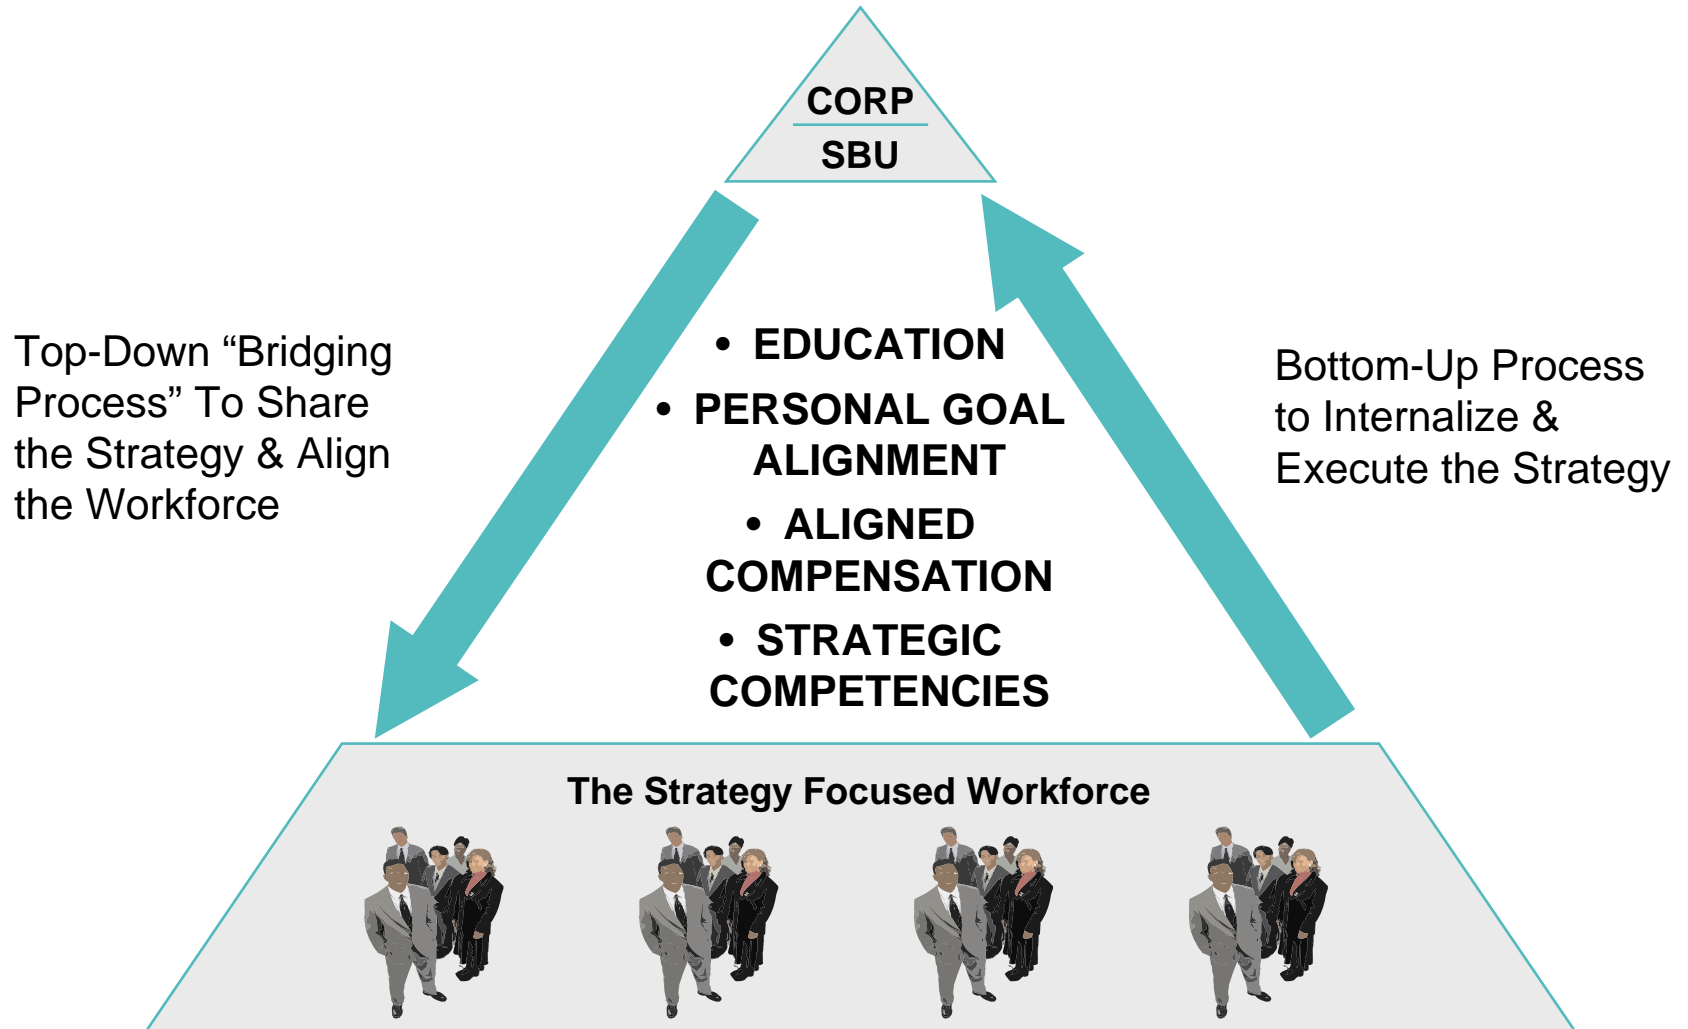 CORP
SBU
Top-Down “Bridging
Process” To Share
the Strategy & Align
the Workforce
• EDUCATION
• PERSONAL GOAL
ALIGNMENT
• ALIGNED
COMPENSATION
• STRATEGIC
COMPETENCIES
Bottom-Up Process
to Internalize &
Execute the Strategy
The Strategy Focused Workforce